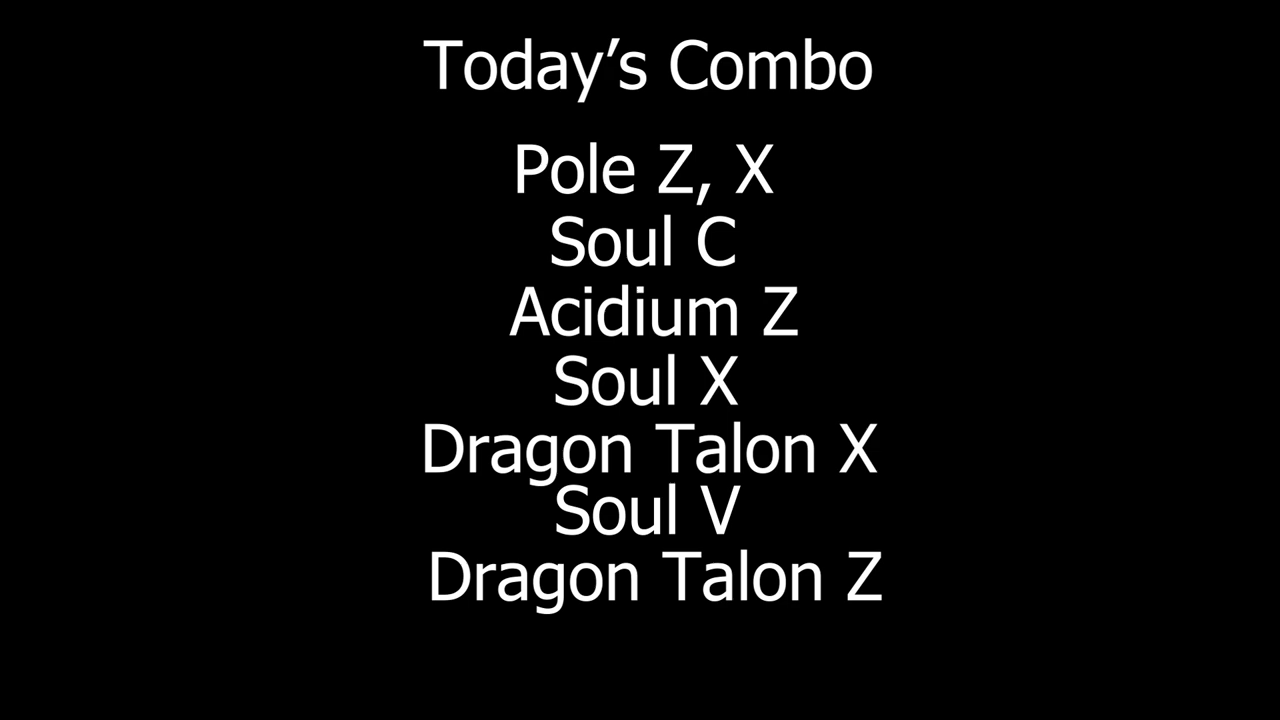 Today’s Combo
Pole Z, X
Soul C
Acidium Z
Soul X
Dragon Talon X
Soul V
Dragon Talon Z